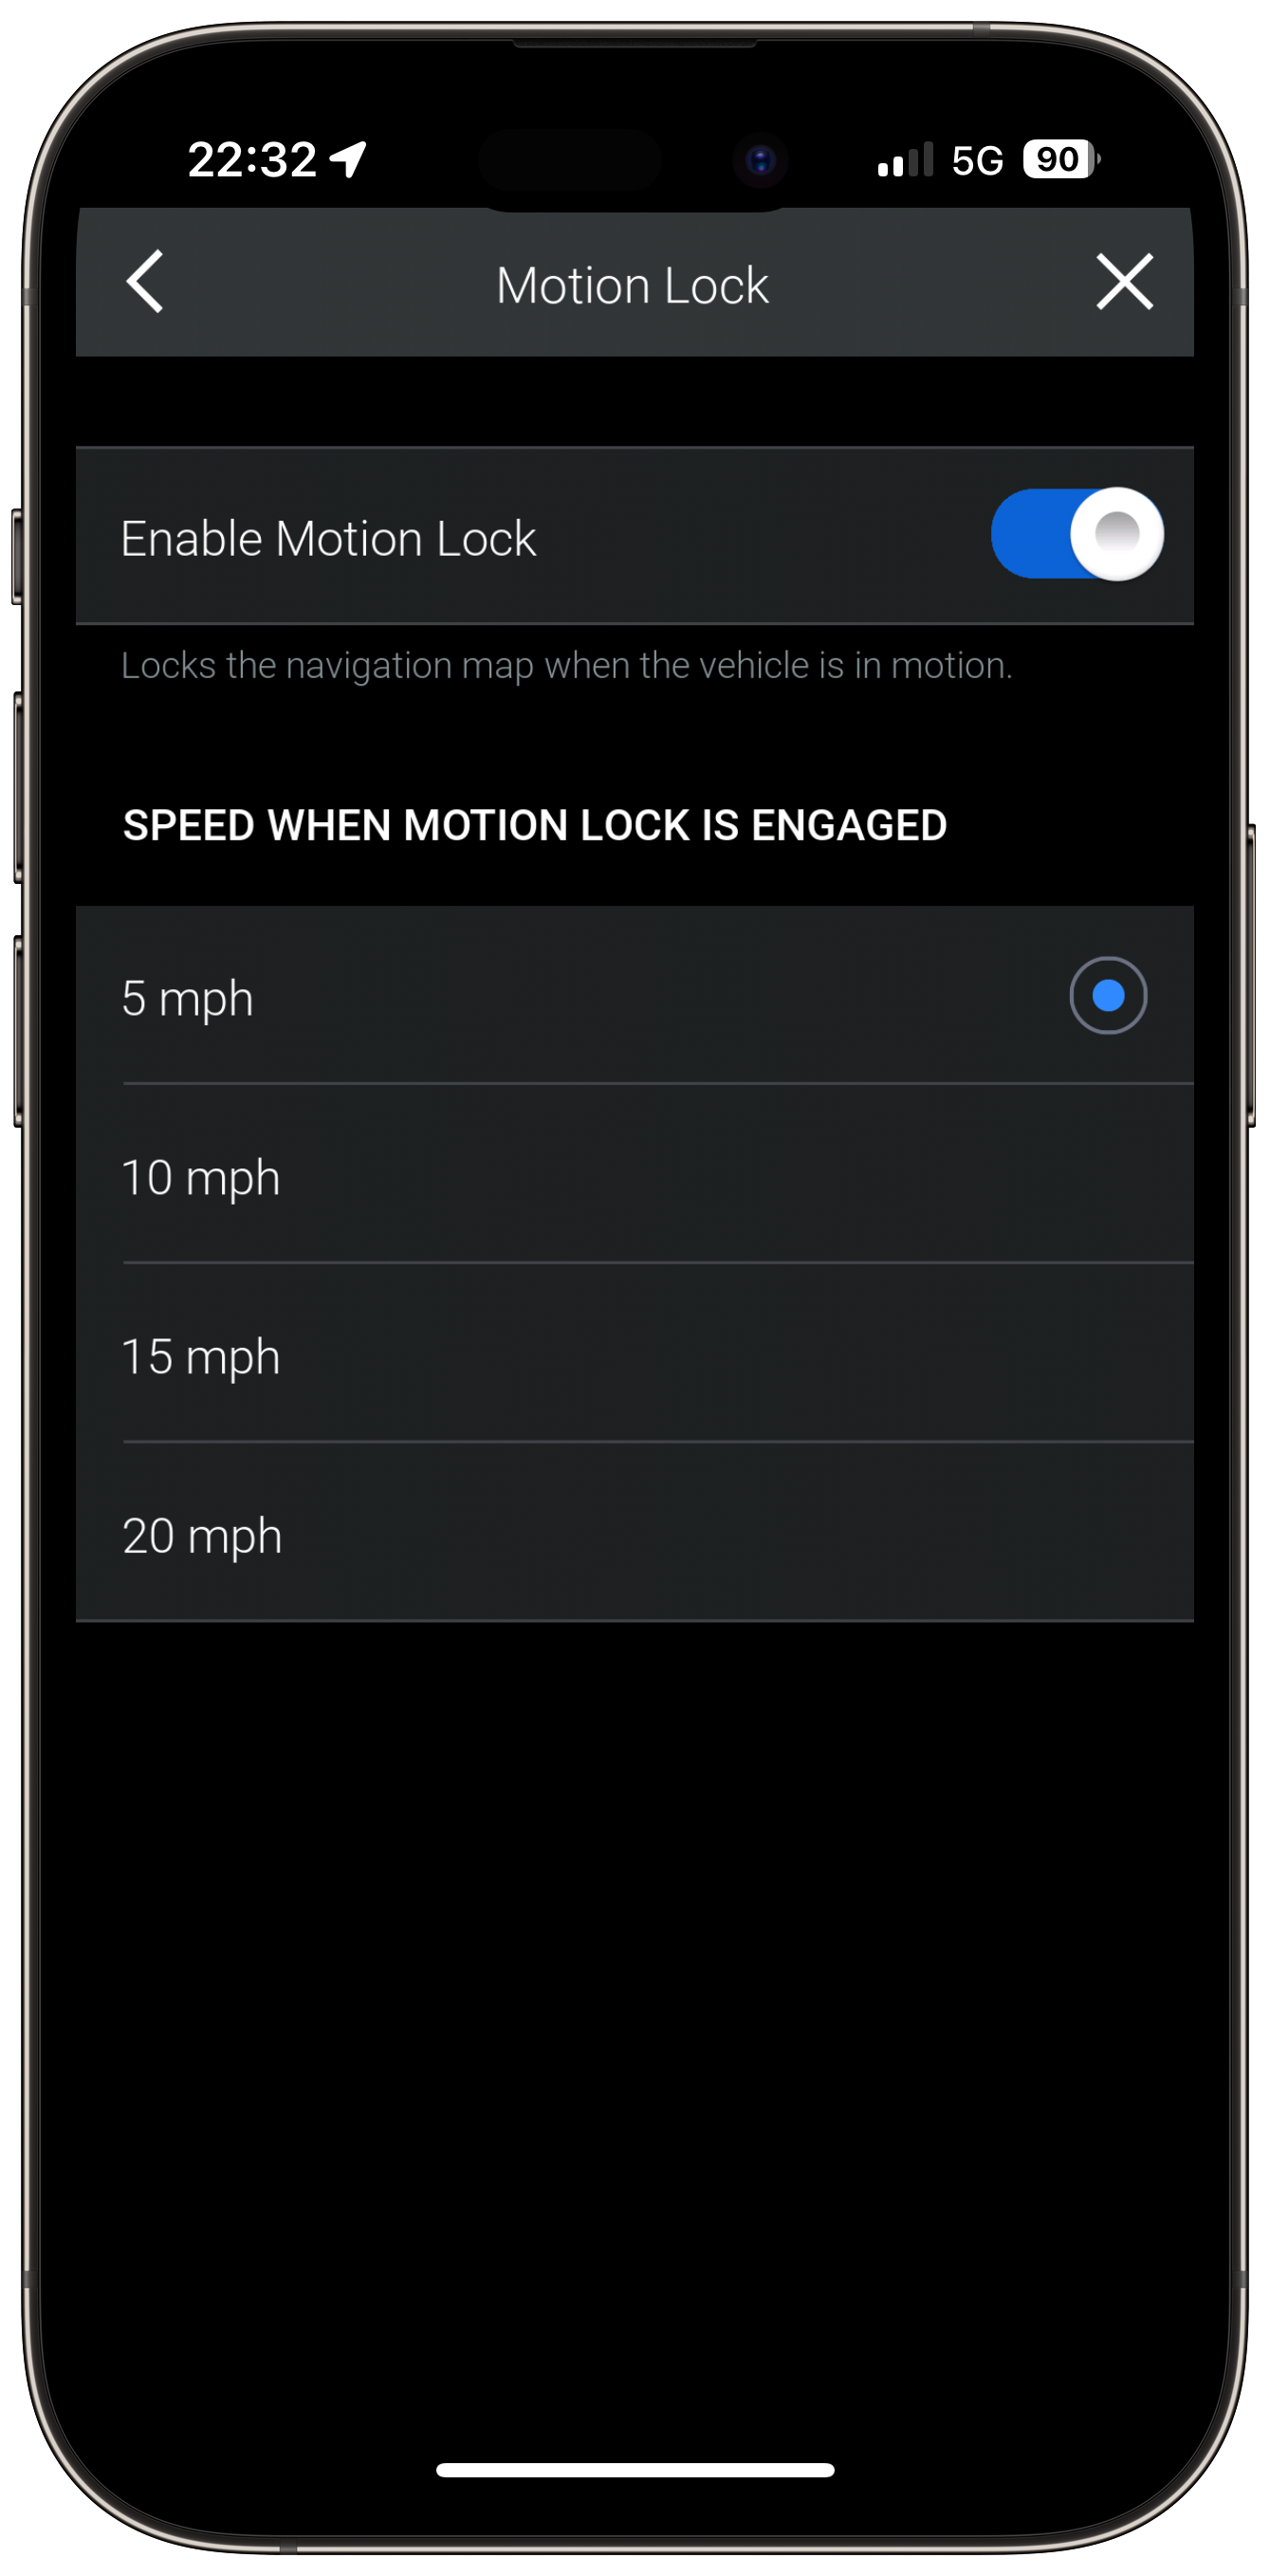 22:32 5G 90
Motion Lock
Enable Motion Lock
Locks the navigation map when the vehicle is in motion.
SPEED WHEN MOTION LOCK IS ENGAGED
5 mph
10 mph
15 mph
20 mph